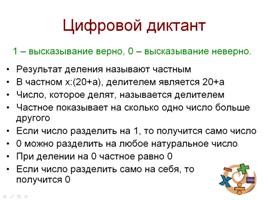 Цифровой диктант
1 – высказывание верно, 0 – высказывание неверно.
• Результат деления называют частным
• В частном x:(20+a), делителем является 20+a
• Число, которое делят, называется делителем
• Частное показывает на сколько одно число больше
другого
• Если число разделить на 1, то получится само число
• 0 можно разделить на любое натуральное число
• При делении на 0 частное равно 0
• Если число разделить само на себя, то
получится 0